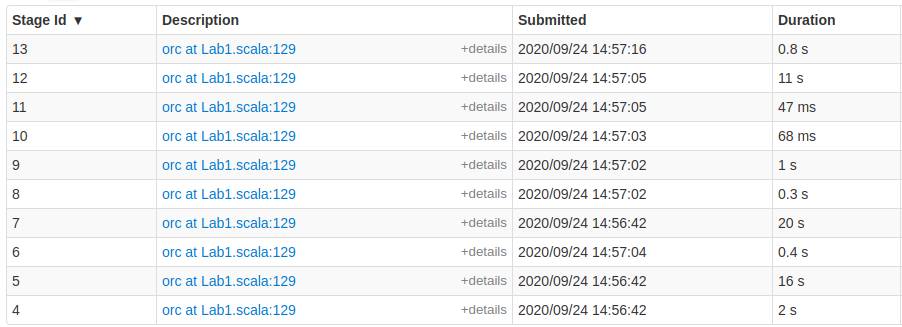 Stage Id ▼ Description Submitted Duration
13 orc at Lab1.scala:129 +details 2020/09/24 14:57:16 0.8 s
12 orc at Lab1.scala:129 +details 2020/09/24 14:57:05 11 s
11 orc at Lab1.scala:129 +details 2020/09/24 14:57:05 47 ms
10 orc at Lab1.scala:129 +details 2020/09/24 14:57:03 68 ms
9 orc at Lab1.scala:129 +details 2020/09/24 14:57:02 1 s
8 orc at Lab1.scala:129 +details 2020/09/24 14:57:02 0.3 s
7 orc at Lab1.scala:129 +details 2020/09/24 14:56:42 20 s
6 orc at Lab1.scala:129 +details 2020/09/24 14:57:04 0.4 s
5 orc at Lab1.scala:129 +details 2020/09/24 14:56:42 16 s
4 orc at Lab1.scala:129 +details 2020/09/24 14:56:42 2 s